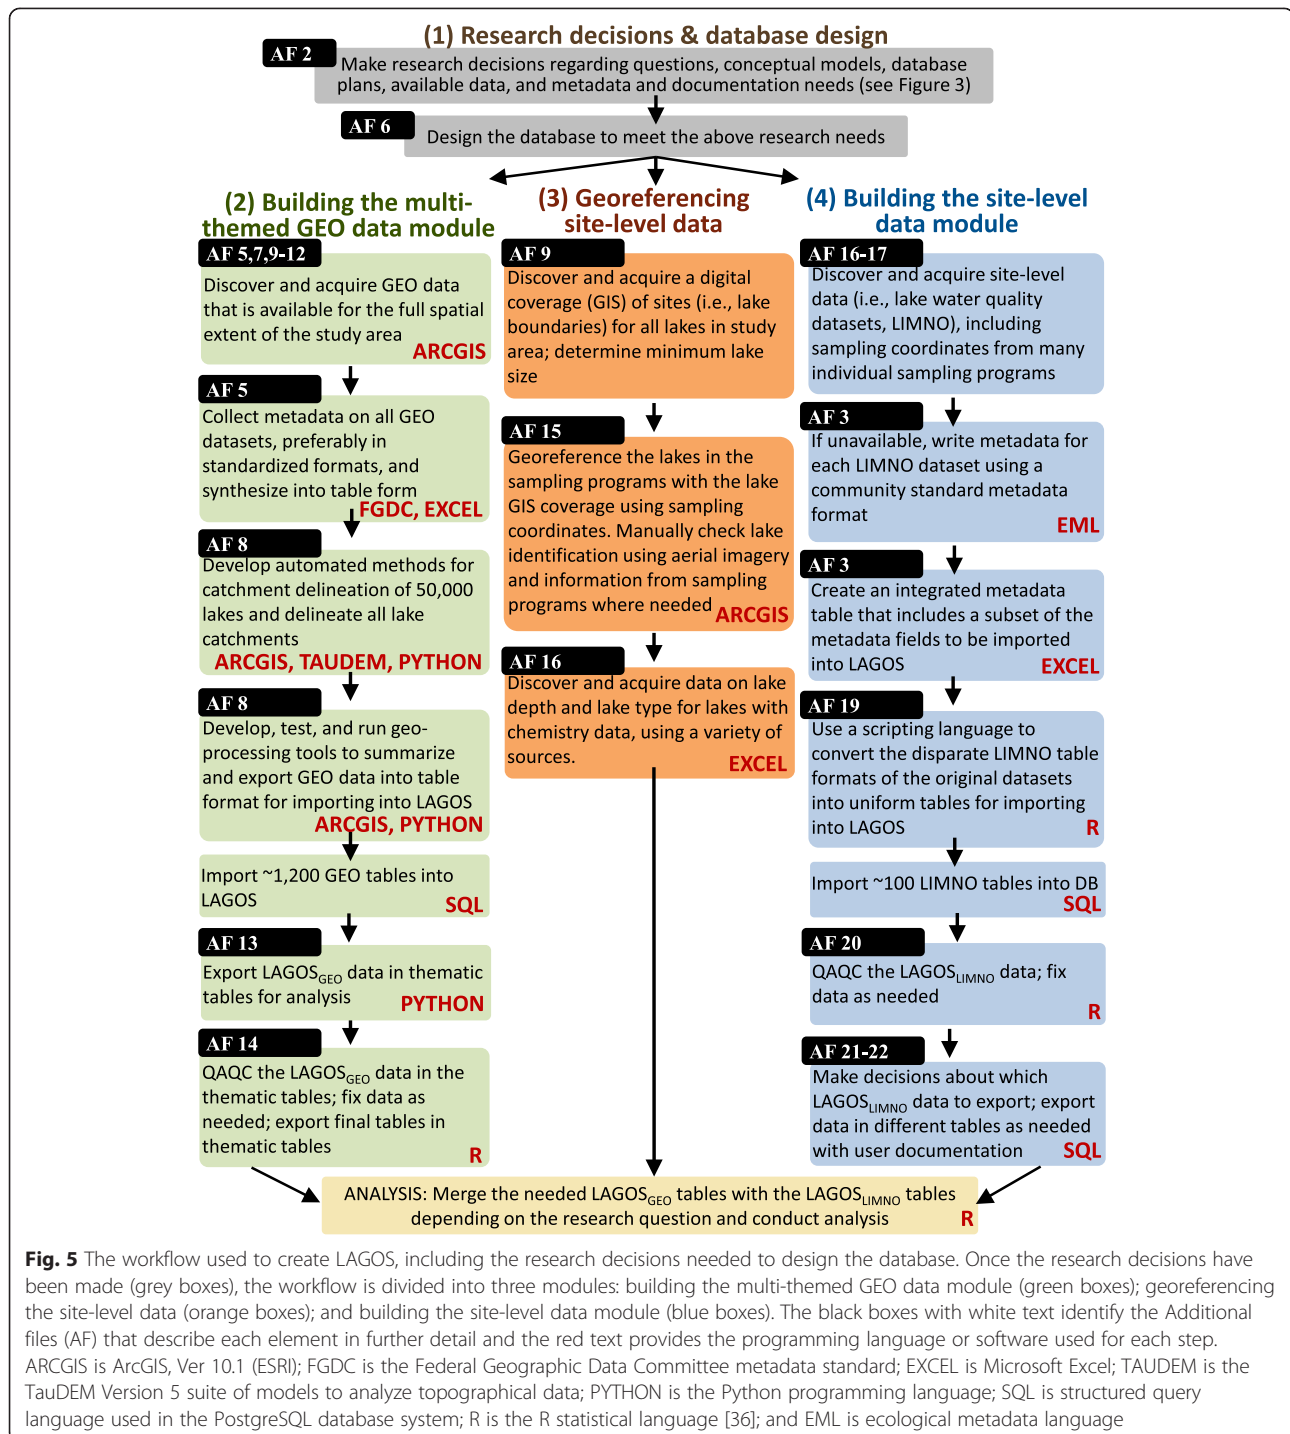 (1) Research decisions & database design
AF 2
Make research decisions regarding questions, conceptual models, database
plans, available data, and metadata and documentation needs (see Figure 3)
AF 6
Design the database to meet the above research needs
(2) Building the multi-
themed GEO data module
AF 5,7,9-12
Discover and acquire GEO data
that is available for the full spatial
extent of the study area
ARCGIS
AF 5
Collect metadata on all GEO
datasets, preferably in
standardized formats, and
synthesize into table form
FGDC, EXCEL
AF 8
Develop automated methods for
catchment delineation of 50,000
lakes and delineate all lake
catchments
ARCGIS, TAUDEM, PYTHON
AF 8
Develop, test, and run geo-
processing tools to summarize
and export GEO data into table
format for importing into LAGOS
ARCGIS, PYTHON
Import ~1,200 GEO tables into
LAGOS
SQL
AF 13
Export LAGOSGEO data in thematic
tables for analysis
PYTHON
AF 14
QAQC the LAGOSGEO data in the
thematic tables; fix data as
needed; export final tables in
thematic tables
R
(3) Georeferencing
site-level data
AF 9
Discover and acquire a digital
coverage (GIS) of sites (i.e., lake
boundaries) for all lakes in study
area; determine minimum lake
size
AF 15
Georeference the lakes in the
sampling programs with the lake
GIS coverage using sampling
coordinates. Manually check lake
identification using aerial imagery
and information from sampling
programs where needed
ARCGIS
AF 16
Discover and acquire data on lake
depth and lake type for lakes with
chemistry data, using a variety of
sources.
EXCEL
(4) Building the site-level
data module
AF 16-17
Discover and acquire site-level
data (i.e., lake water quality
datasets, LIMNO), including
sampling coordinates from many
individual sampling programs
AF 3
If unavailable, write metadata for
each LIMNO dataset using a
community standard metadata
format
EML
AF 3
Create an integrated metadata
table that includes a subset of the
metadata fields to be imported
into LAGOS
EXCEL
AF 19
Use a scripting language to
convert the disparate LIMNO table
formats of the original datasets
into uniform tables for importing
into LAGOS
R
Import ~100 LIMNO tables into DB
SQL
AF 20
QAQC the LAGOSLIMNO data; fix
data as needed
R
AF 21-22
Make decisions about which
LAGOSLIMNO data to export; export
data in different tables as needed
with user documentation
SQL
ANALYSIS: Merge the needed LAGOSGEO tables with the LAGOSLIMNO tables
depending on the research question and conduct analysis
R
Fig. 5 The workflow used to create LAGOS, including the research decisions needed to design the database. Once the research decisions have
been made (grey boxes), the workflow is divided into three modules: building the multi-themed GEO data module (green boxes); georeferencing
the site-level data (orange boxes); and building the site-level data module (blue boxes). The black boxes with white text identify the Additional
files (AF) that describe each element in further detail and the red text provides the programming language or software used for each step.
ARCGIS is ArcGIS, Ver 10.1 (ESRI); FGDC is the Federal Geographic Data Committee metadata standard; EXCEL is Microsoft Excel; TAUDEM is the
TauDEM Version 5 suite of models to analyze topographical data; PYTHON is the Python programming language; SQL is structured query
language used in the PostgreSQL database system; R is the R statistical language [36]; and EML is ecological metadata language